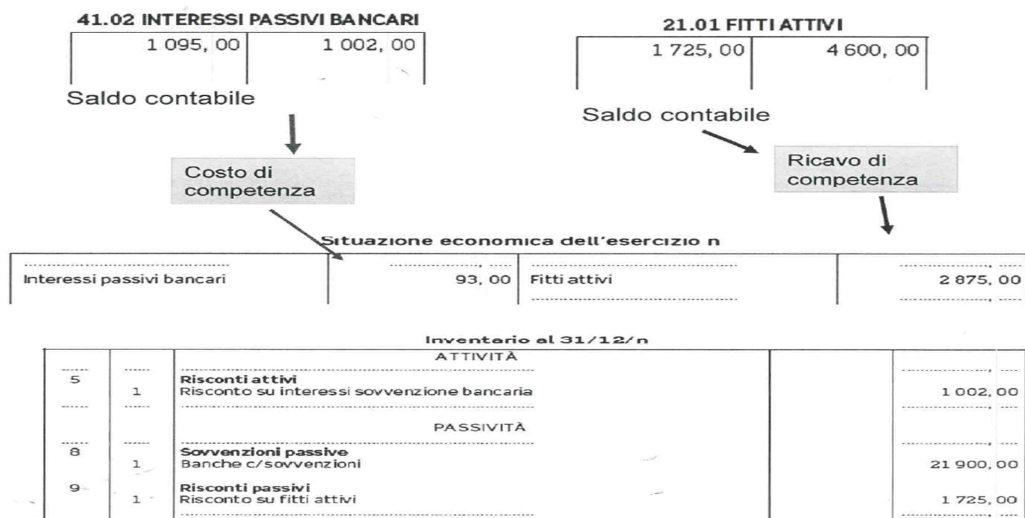 41.02 INTERESSI PASSIVI BANCARI
1 095, 00 1 002, 00
Saldo contabile
Costo di
competenza
21.01 FITTI ATTIVI
1 725, 00 4 600, 00
Saldo contabile
Ricavo di
competenza
Situazione economica dell'esercizio n
Interessi passivi bancari 93, 00 Fitti attivi 2 875, 00
Inventario al 31/12/n
ATTIVITÀ
5 Risconti attivi
1 Risconto su interessi sovvenzione bancaria 1 002, 00
PASSIVITÀ
8 Sovvenzioni passive
1 Banche c/sovvenzioni 21 900, 00
9 Risconti passivi
1 Risconto su fitti attivi 1 725, 00